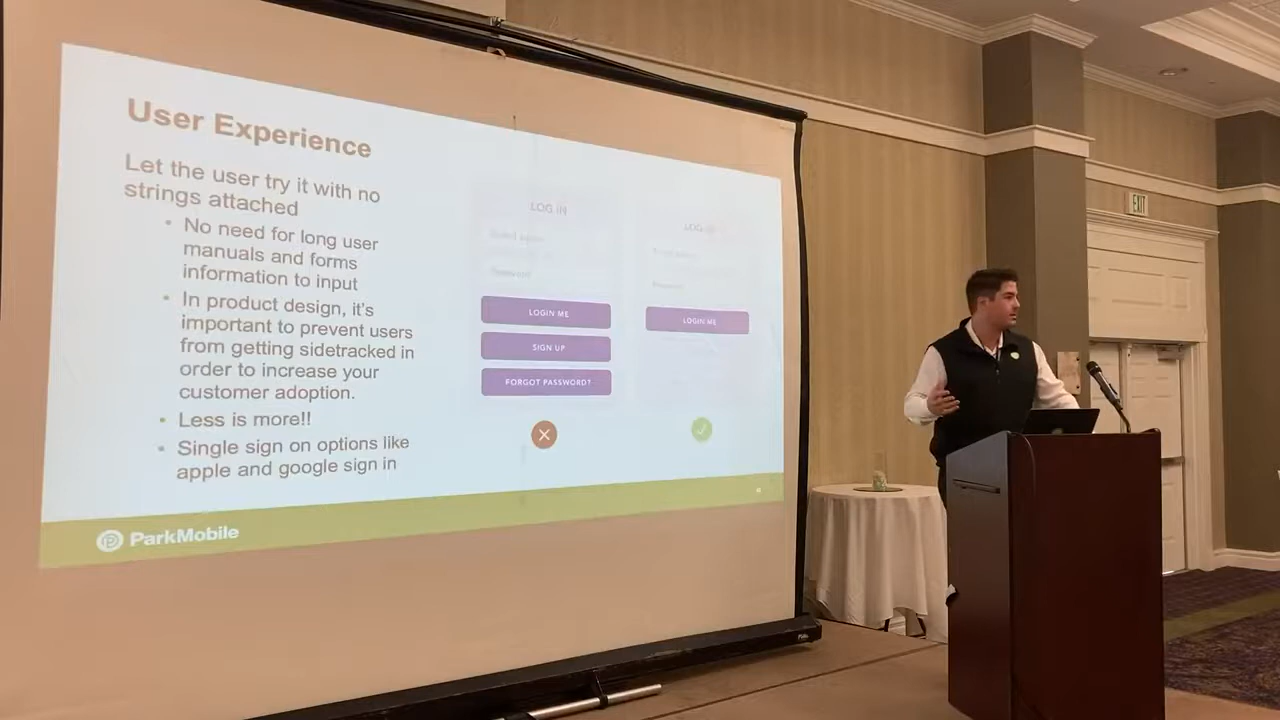 User Experience
Let the user try it with no
strings attached
• No need for long user
manuals and forms
information to input
• In product design, it's
important to prevent users
from getting sidetracked in
order to increase your
customer adoption.
• Less is more!!
• Single sign on options like
apple and google sign in
LOG IN
Password
LOGIN ME
SIGN UP
FORGOT PASSWORD?
LOG IN
LOGIN ME
ParkMobile
EXIT